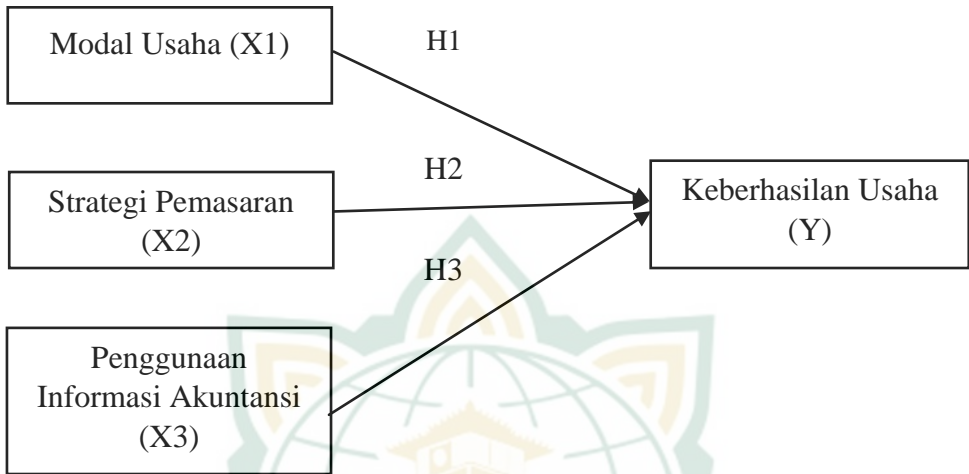 Modal Usaha (X1)
H1
Strategi Pemasaran
(X2)
H2
Keberhasilan Usaha
(Y)
H3
Penggunaan
Informasi Akuntansi
(X3)